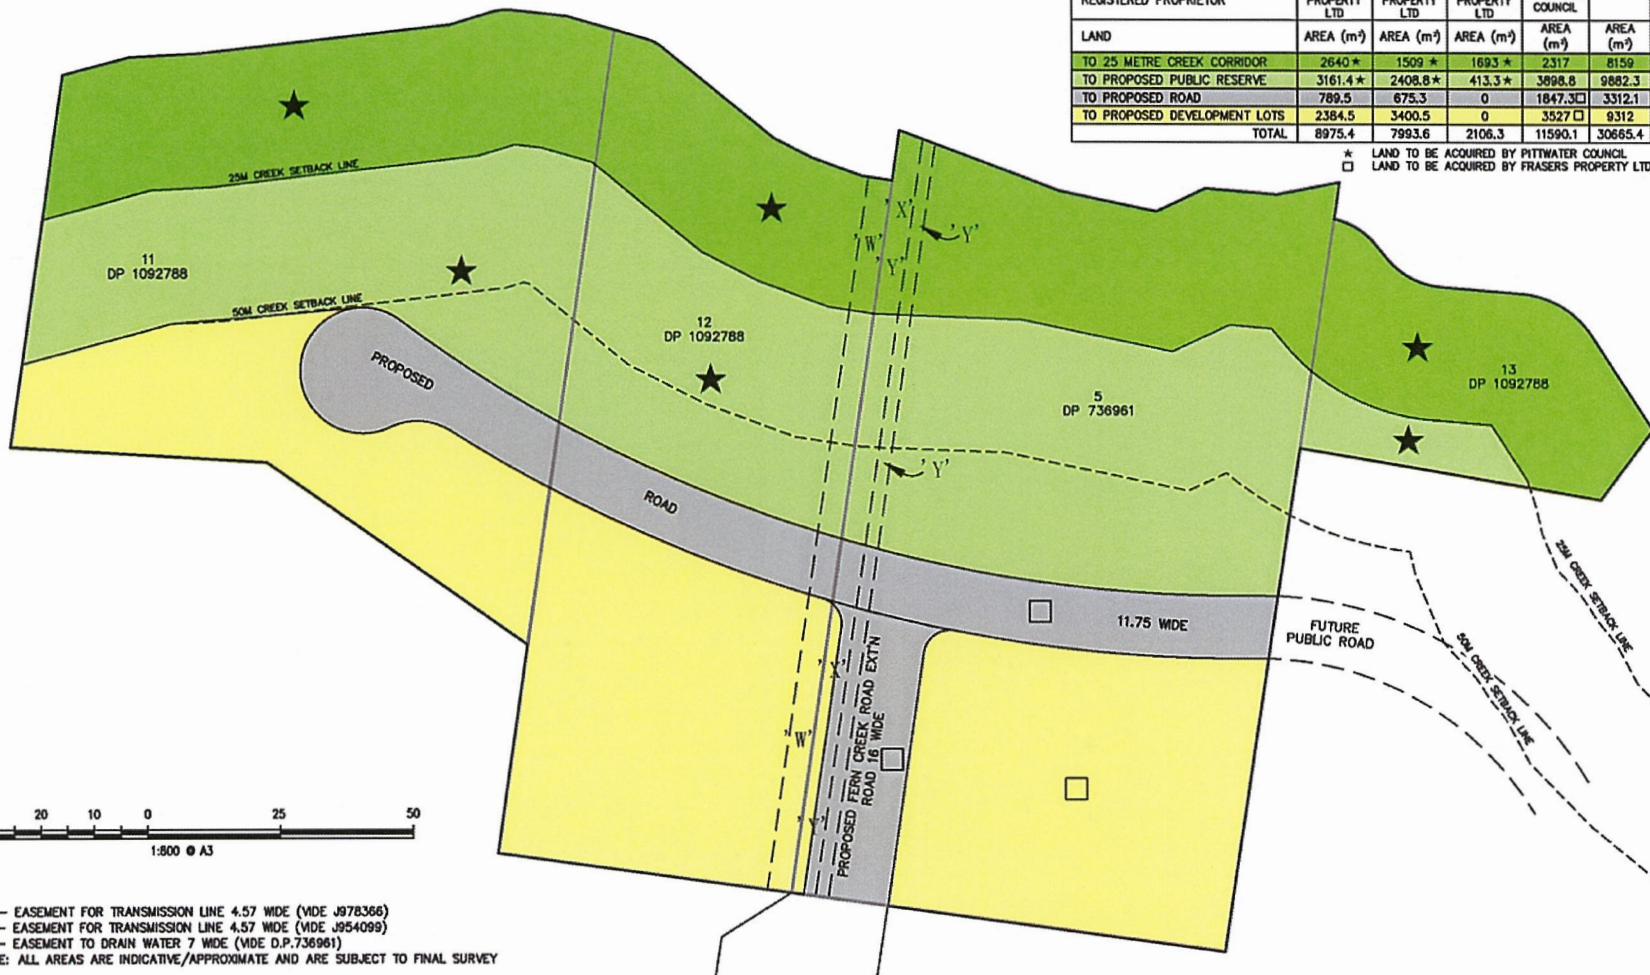 REGISTERED PROPRIETOR PROPERTY LTD PROPERTY LTD PROPERTY LTD COUNCIL
LAND AREA (m²) AREA (m²) AREA (m²) AREA (m²) AREA (m²)
TO 25 METRE CREEK CORRIDOR 2640 ★ 1509 ★ 1693 ★ 2317 8159
TO PROPOSED PUBLIC RESERVE 3161.4 ★ 2408.8 ★ 413.3 ★ 3898.8 9882.3
TO PROPOSED ROAD 789.5 675.3 0 1847.3 □ 3312.1
TO PROPOSED DEVELOPMENT LOTS 2384.5 3400.5 0 3527 □ 9312
TOTAL 8975.4 7993.6 2106.3 11590.1 30665.4
★ LAND TO BE ACQUIRED BY PITTWATER COUNCIL
□ LAND TO BE ACQUIRED BY FRASERS PROPERTY LTD
25M CREEK SETBACK LINE
'X'
'Y'
'W'
'Y'
11
DP 1092788
50M CREEK SETBACK LINE
12
DP 1092788
PROPOSED
13
DP 1092788
5
DP 736961
'Y'
ROAD
11.75 WIDE
FUTURE
PUBLIC ROAD
25M CREEK SETBACK LINE
50M CREEK SETBACK LINE
'X'
'W'
'Y'
PROPOSED FERN CREEK ROAD EXT'N
ROAD 16 WIDE
20 10 0 25 50
1:800 @ A3
– EASEMENT FOR TRANSMISSION LINE 4.57 WIDE (VIDE J978366)
– EASEMENT FOR TRANSMISSION LINE 4.57 WIDE (VIDE J954099)
– EASEMENT TO DRAIN WATER 7 WIDE (VIDE D.P.736961)
E: ALL AREAS ARE INDICATIVE/APPROXIMATE AND ARE SUBJECT TO FINAL SURVEY